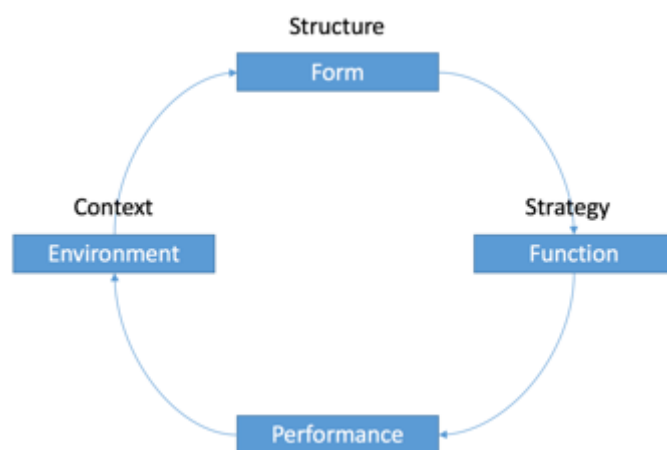 Structure
Form
Context
Strategy
Environment
Function
Performance